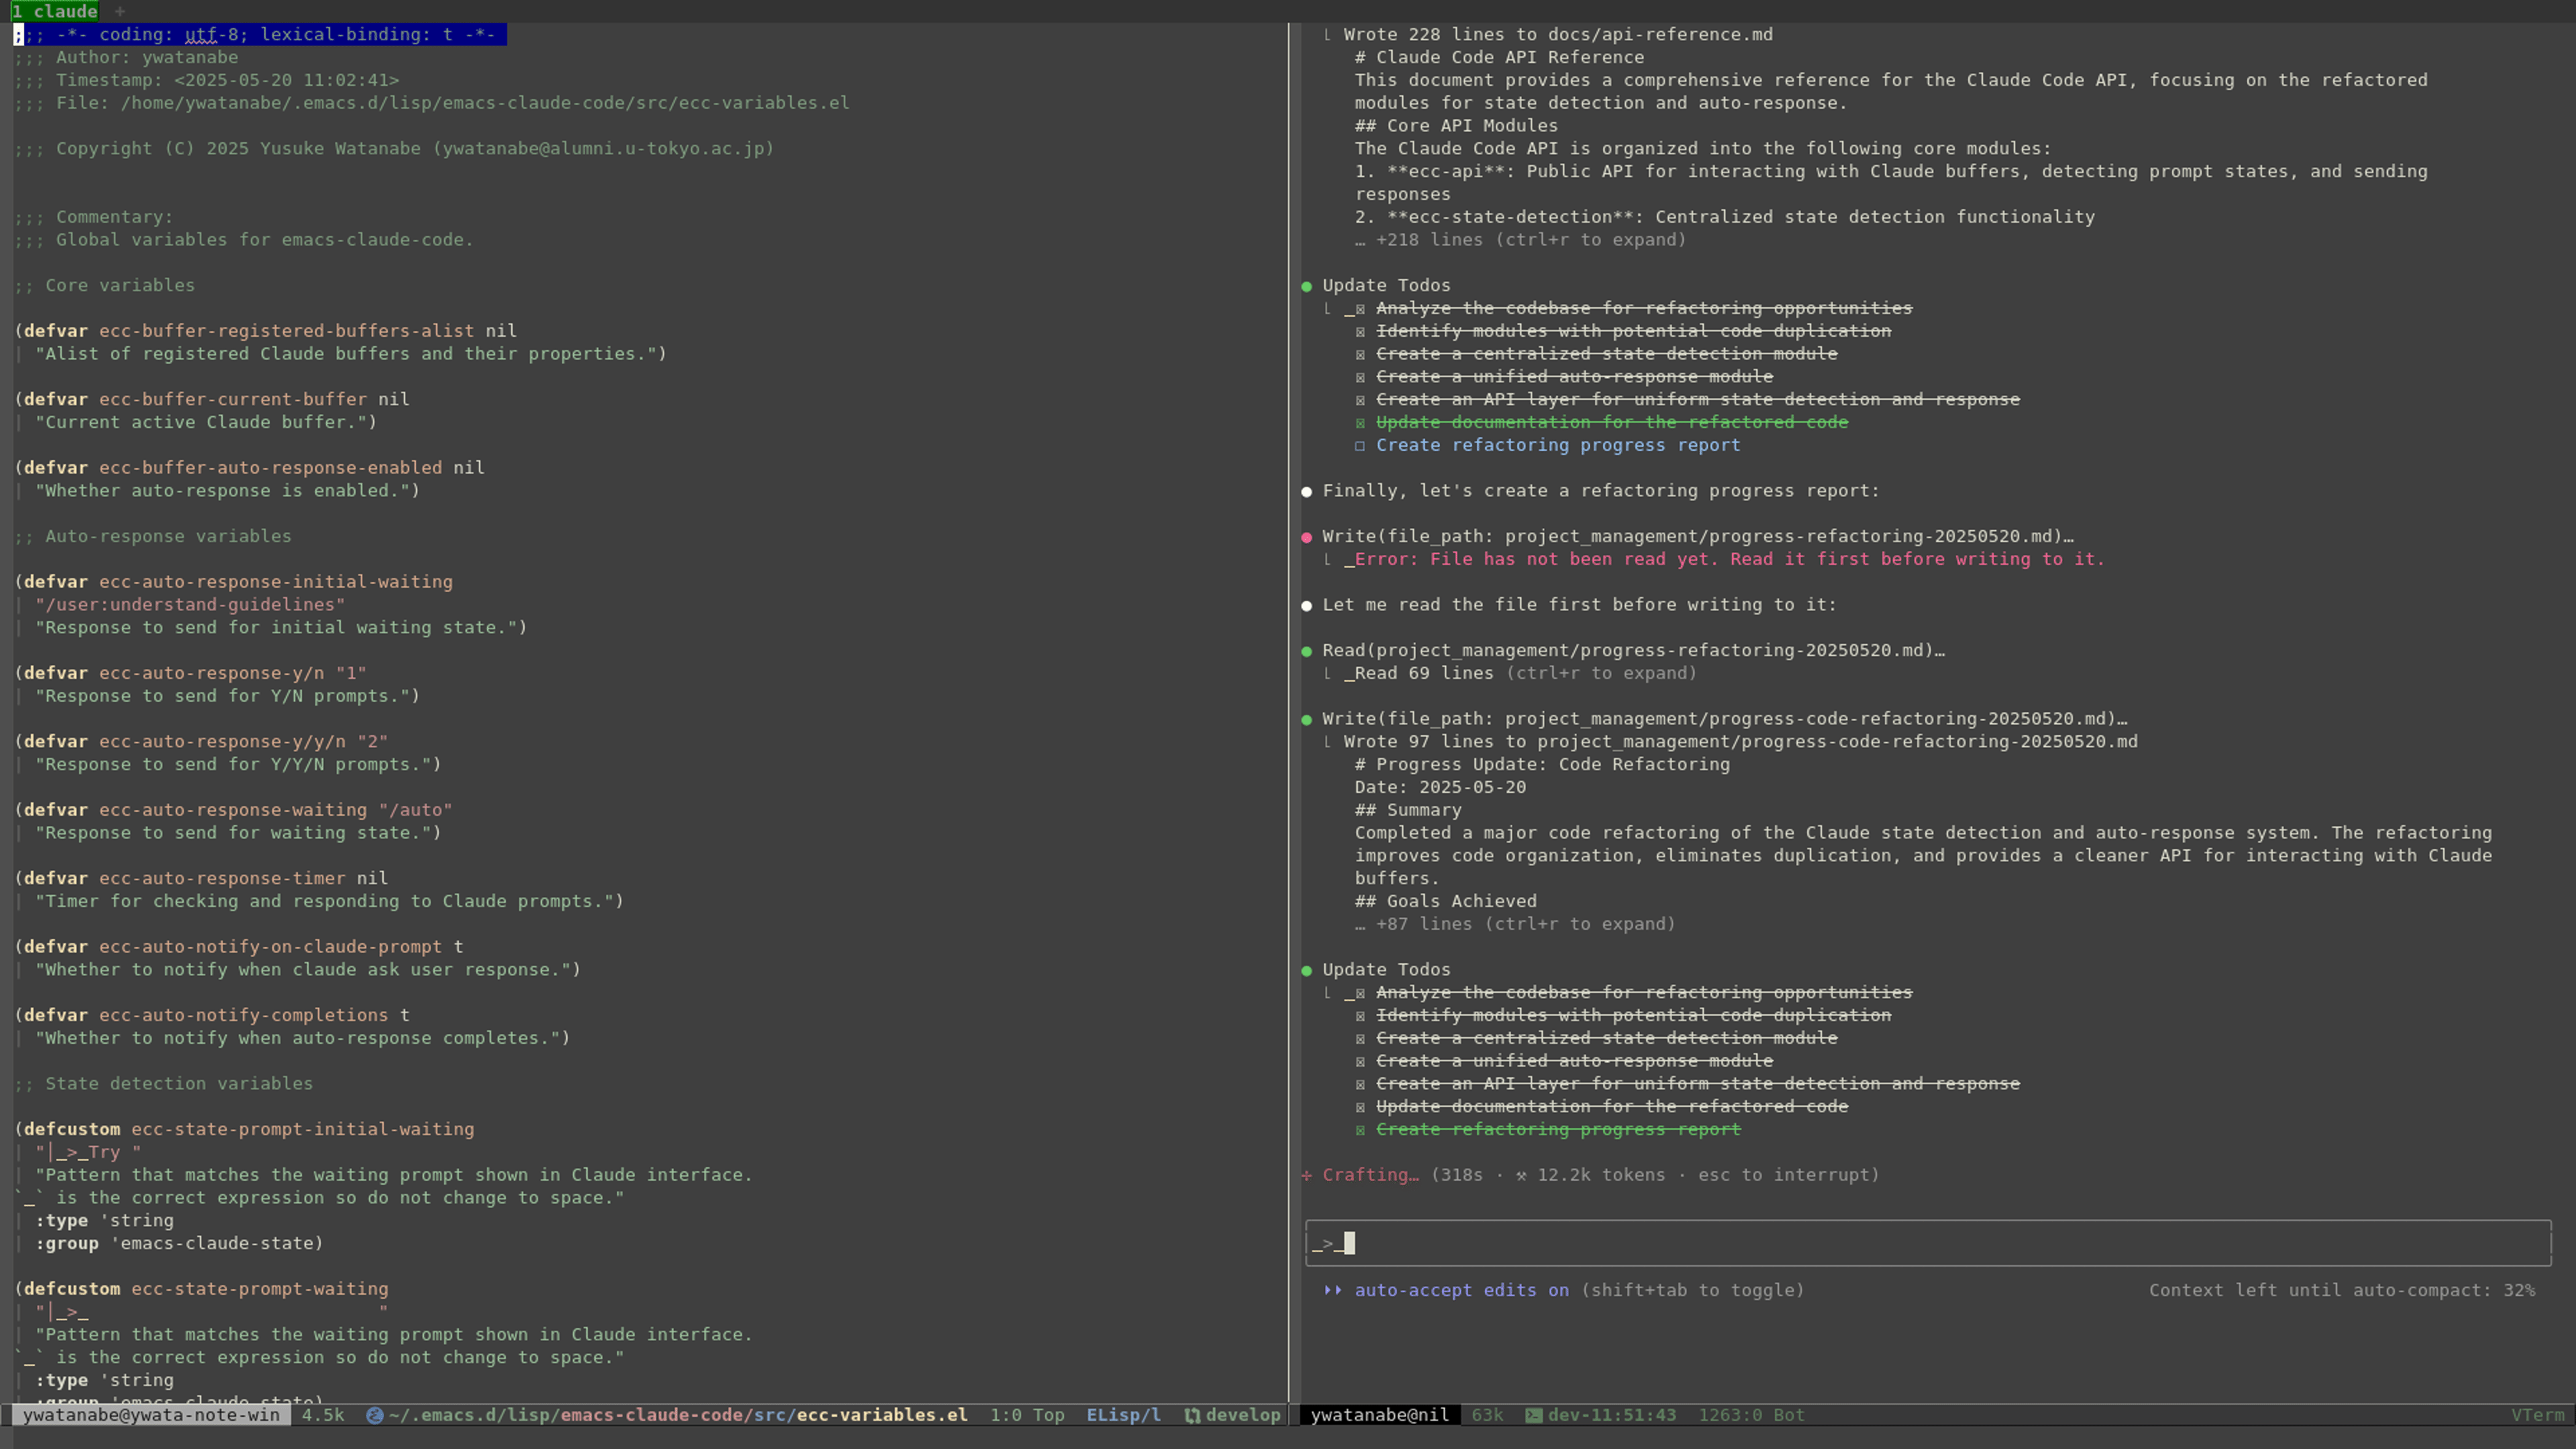 1 claude +
;;; -*- coding: utf-8; lexical-binding: t -*-
;;; Author: ywatanabe
;;; Timestamp: <2025-05-20 11:02:41>
;;; File: /home/ywatanabe/.emacs.d/lisp/emacs-claude-code/src/ecc-variables.el
;;; Copyright (C) 2025 Yusuke Watanabe (ywatanabe@alumni.u-tokyo.ac.jp)
;;; Commentary:
;;; Global variables for emacs-claude-code.
;; Core variables
(defvar ecc-buffer-registered-buffers-alist nil
"Alist of registered Claude buffers and their properties.")
(defvar ecc-buffer-current-buffer nil
"Current active Claude buffer.")
(defvar ecc-buffer-auto-response-enabled nil
"Whether auto-response is enabled.")
;; Auto-response variables
(defvar ecc-auto-response-initial-waiting
"/user:understand-guidelines"
"Response to send for initial waiting state.")
(defvar ecc-auto-response-y/n "1"
"Response to send for Y/N prompts.")
(defvar ecc-auto-response-y/y/n "2"
"Response to send for Y/Y/N prompts.")
(defvar ecc-auto-response-waiting "/auto"
"Response to send for waiting state.")
(defvar ecc-auto-response-timer nil
"Timer for checking and responding to Claude prompts.")
(defvar ecc-auto-notify-on-claude-prompt t
"Whether to notify when claude ask user response.")
(defvar ecc-auto-notify-completions t
"Whether to notify when auto-response completes.")
;; State detection variables
(defcustom ecc-state-prompt-initial-waiting
"│_>_Try "
"Pattern that matches the waiting prompt shown in Claude interface.
`_` is the correct expression so do not change to space."
:type 'string
:group 'emacs-claude-state)
(defcustom ecc-state-prompt-waiting
"│_>_                           "
"Pattern that matches the waiting prompt shown in Claude interface.
`_` is the correct expression so do not change to space."
:type 'string
:group 'emacs-claude-state)
ywatanabe@ywata-note-win 4.5k ~/.emacs.d/lisp/emacs-claude-code/src/ecc-variables.el 1:0 Top ELisp/l develop
⎿ Wrote 228 lines to docs/api-reference.md
# Claude Code API Reference
This document provides a comprehensive reference for the Claude Code API, focusing on the refactored
modules for state detection and auto-response.
## Core API Modules
The Claude Code API is organized into the following core modules:
1. **ecc-api**: Public API for interacting with Claude buffers, detecting prompt states, and sending
responses
2. **ecc-state-detection**: Centralized state detection functionality
… +218 lines (ctrl+r to expand)
● Update Todos
⎿ _☒ Analyze the codebase for refactoring opportunities
☒ Identify modules with potential code duplication
☒ Create a centralized state detection module
☒ Create a unified auto-response module
☒ Create an API layer for uniform state detection and response
☒ Update documentation for the refactored code
☐ Create refactoring progress report
● Finally, let's create a refactoring progress report:
● Write(file_path: project_management/progress-refactoring-20250520.md)…
⎿ _Error: File has not been read yet. Read it first before writing to it.
● Let me read the file first before writing to it:
● Read(project_management/progress-refactoring-20250520.md)…
⎿ _Read 69 lines (ctrl+r to expand)
● Write(file_path: project_management/progress-code-refactoring-20250520.md)…
⎿ Wrote 97 lines to project_management/progress-code-refactoring-20250520.md
# Progress Update: Code Refactoring
Date: 2025-05-20
## Summary
Completed a major code refactoring of the Claude state detection and auto-response system. The refactoring
improves code organization, eliminates duplication, and provides a cleaner API for interacting with Claude
buffers.
## Goals Achieved
… +87 lines (ctrl+r to expand)
● Update Todos
⎿ _☒ Analyze the codebase for refactoring opportunities
☒ Identify modules with potential code duplication
☒ Create a centralized state detection module
☒ Create a unified auto-response module
☒ Create an API layer for uniform state detection and response
☒ Update documentation for the refactored code
☒ Create refactoring progress report
✢ Crafting… (318s · ⚒ 12.2k tokens · esc to interrupt)
_>_
⏵⏵ auto-accept edits on (shift+tab to toggle) Context left until auto-compact: 32%
ywatanabe@nil 63k dev-11:51:43 1263:0 Bot VTerm